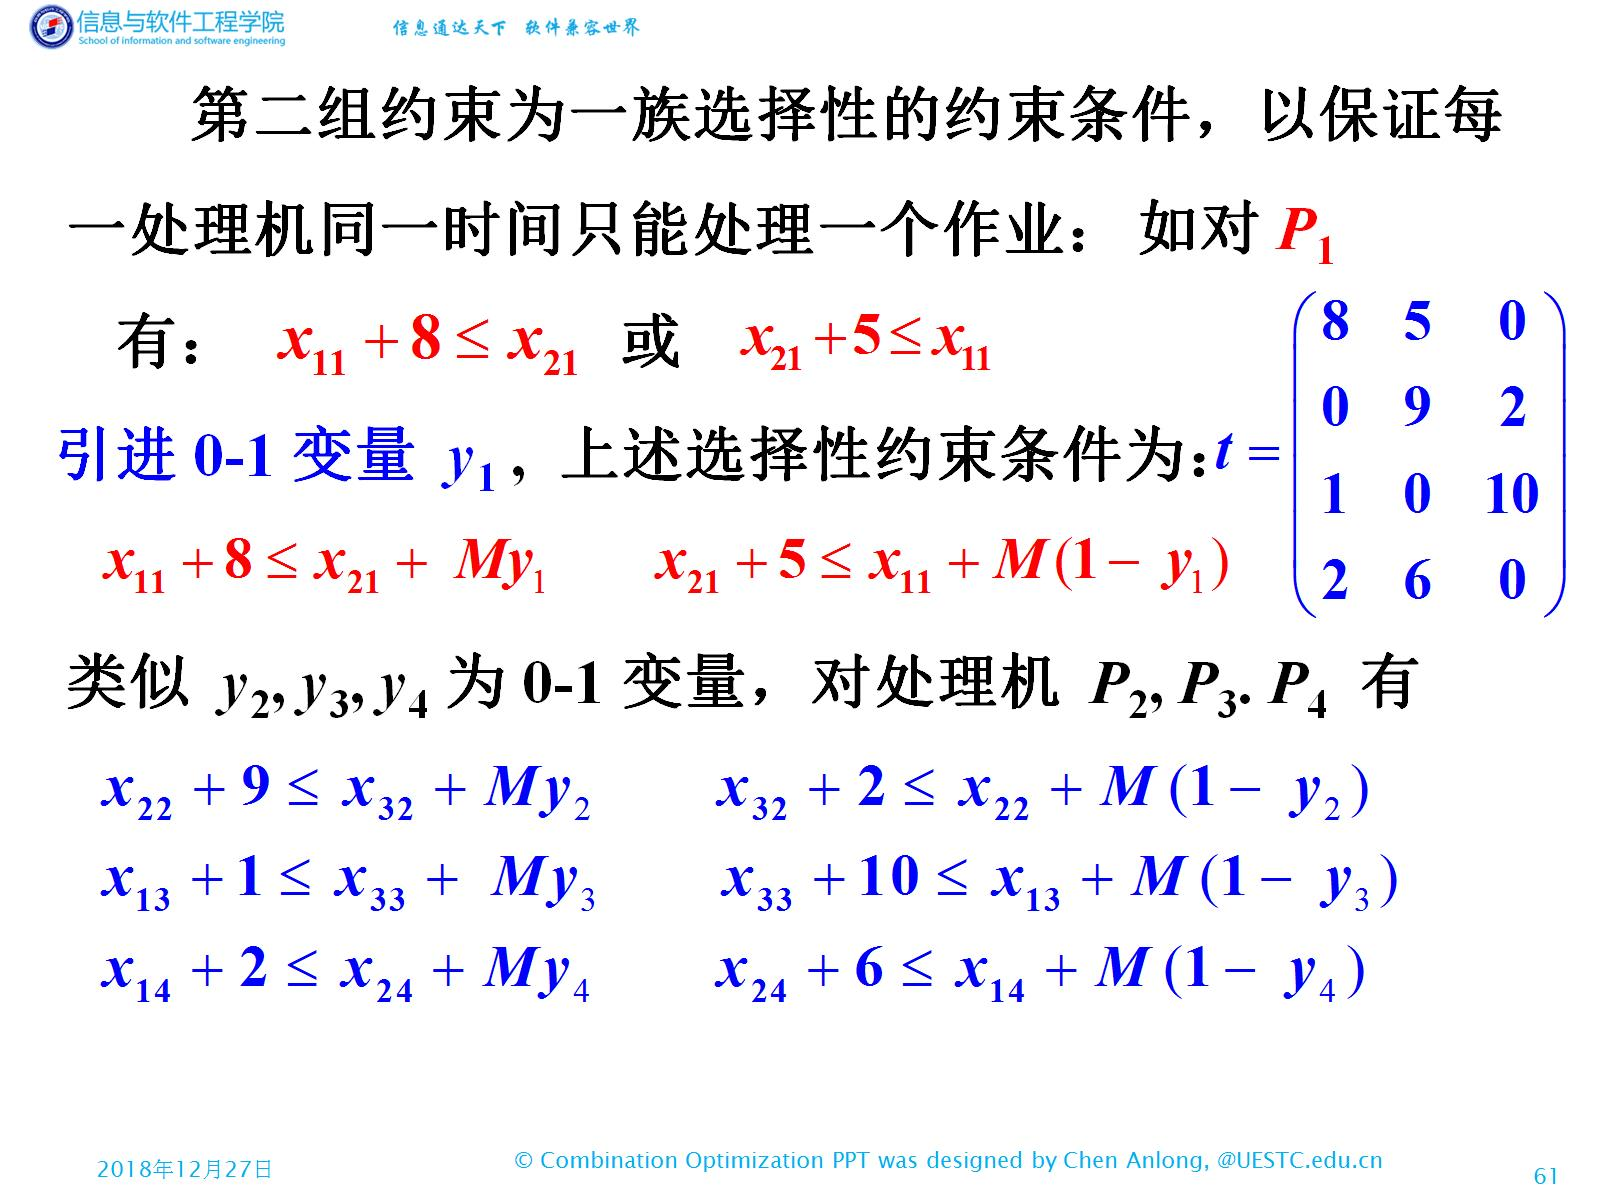 信息与软件工程学院
School of information and software engineering
信息通达天下 软件兼容世界
第二组约束为一族选择性的约束条件，以保证每
一处理机同一时间只能处理一个作业： 如对 P₁
有： x₁₁ + 8 ≤ x₂₁ 或 x₂₁ + 5 ≤ x₁₁
引进 0-1 变量 y₁ , 上述选择性约束条件为:
t =
8 5 0
0 9 2
1 0 10
2 6 0
x₁₁ + 8 ≤ x₂₁ + My₁ x₂₁ + 5 ≤ x₁₁ + M(1 − y₁)
类似 y₂, y₃, y₄ 为 0-1 变量，对处理机 P₂, P₃. P₄ 有
x₂₂ + 9 ≤ x₃₂ + My₂ x₃₂ + 2 ≤ x₂₂ + M(1 − y₂)
x₁₃ + 1 ≤ x₃₃ + My₃ x₃₃ + 10 ≤ x₁₃ + M(1 − y₃)
x₁₄ + 2 ≤ x₂₄ + My₄ x₂₄ + 6 ≤ x₁₄ + M(1 − y₄)
2018年12月27日
© Combination Optimization PPT was designed by Chen Anlong, @UESTC.edu.cn
61